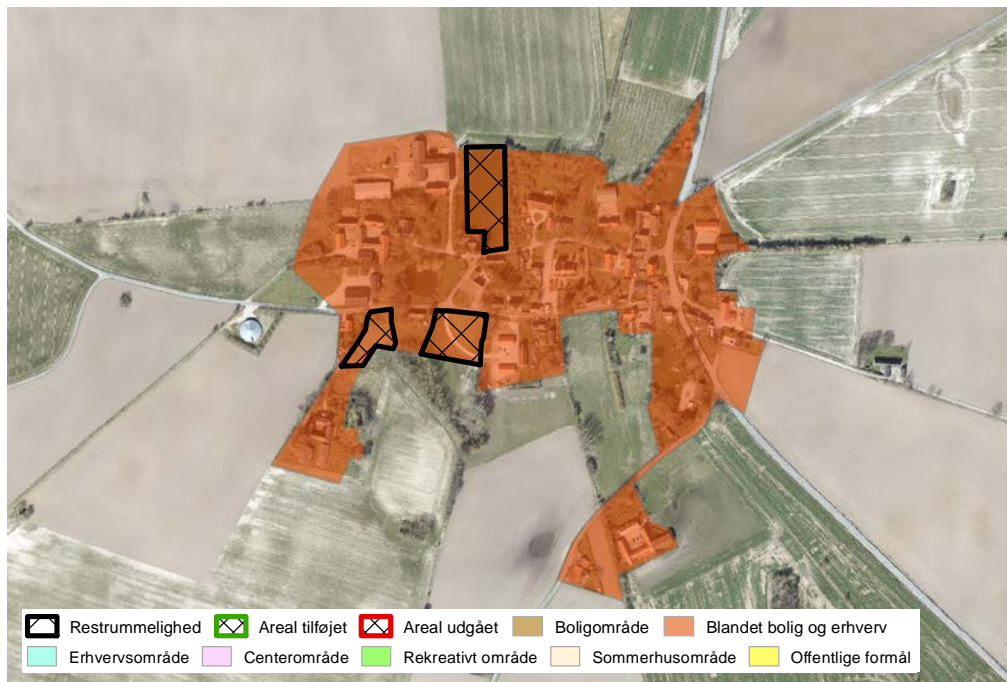 Restrummelighed Areal tilføjet Areal udgået Boligområde Blandet bolig og erhverv
Erhvervsområde Centerområde Rekreativt område Sommerhusområde Offentlige formål